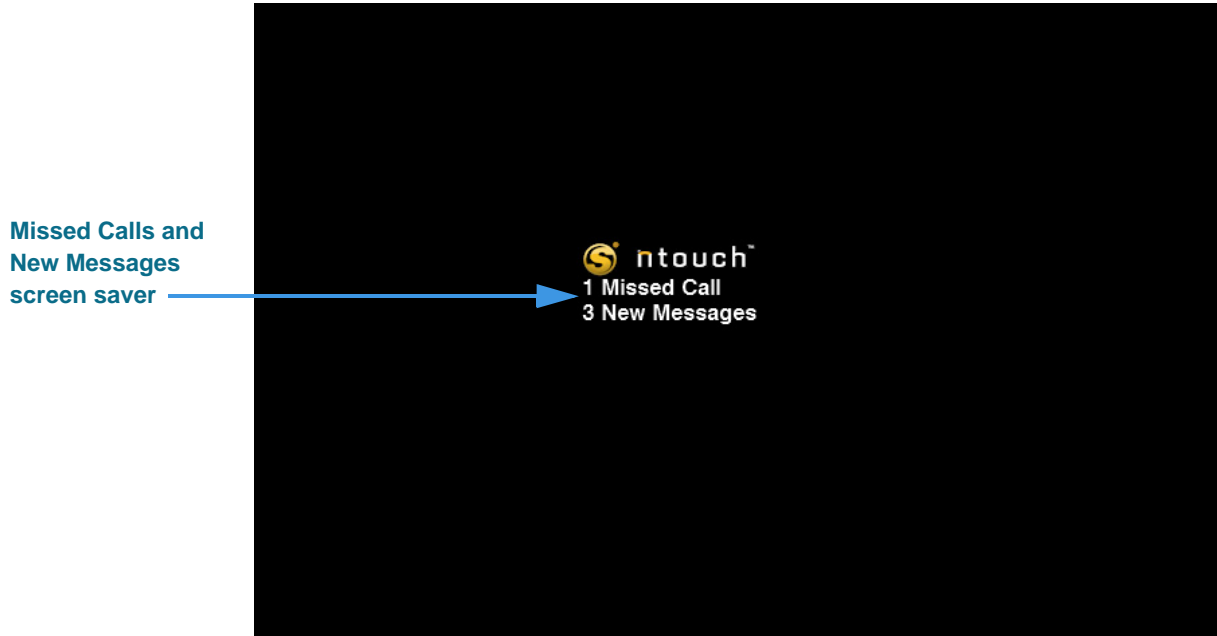 Missed Calls and
New Messages
screen saver
S ntouch™
1 Missed Call
3 New Messages